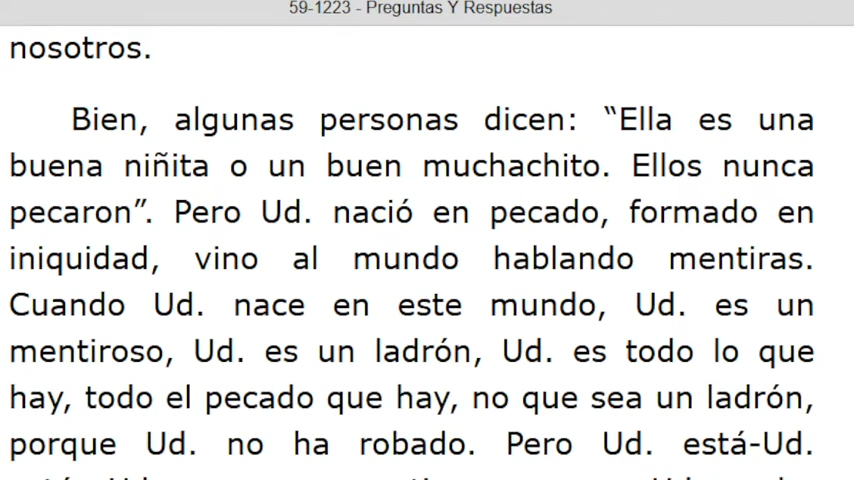 59-1223 - Preguntas Y Respuestas
nosotros.
Bien, algunas personas dicen: “Ella es una
buena niñita o un buen muchachito. Ellos nunca
pecaron”. Pero Ud. nació en pecado, formado en
iniquidad, vino al mundo hablando mentiras.
Cuando Ud. nace en este mundo, Ud. es un
mentiroso, Ud. es un ladrón, Ud. es todo lo que
hay, todo el pecado que hay, no que sea un ladrón,
porque Ud. no ha robado. Pero Ud. está-Ud.